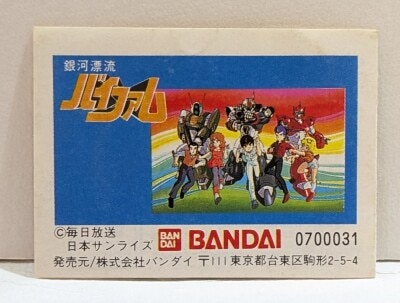 銀河漂流
バイファム
©毎日放送
日本サンライズ
BAN
DAI
BANDAI
0700031
発売元/株式会社バンダイ 〒111 東京都台東区駒形2-5-4